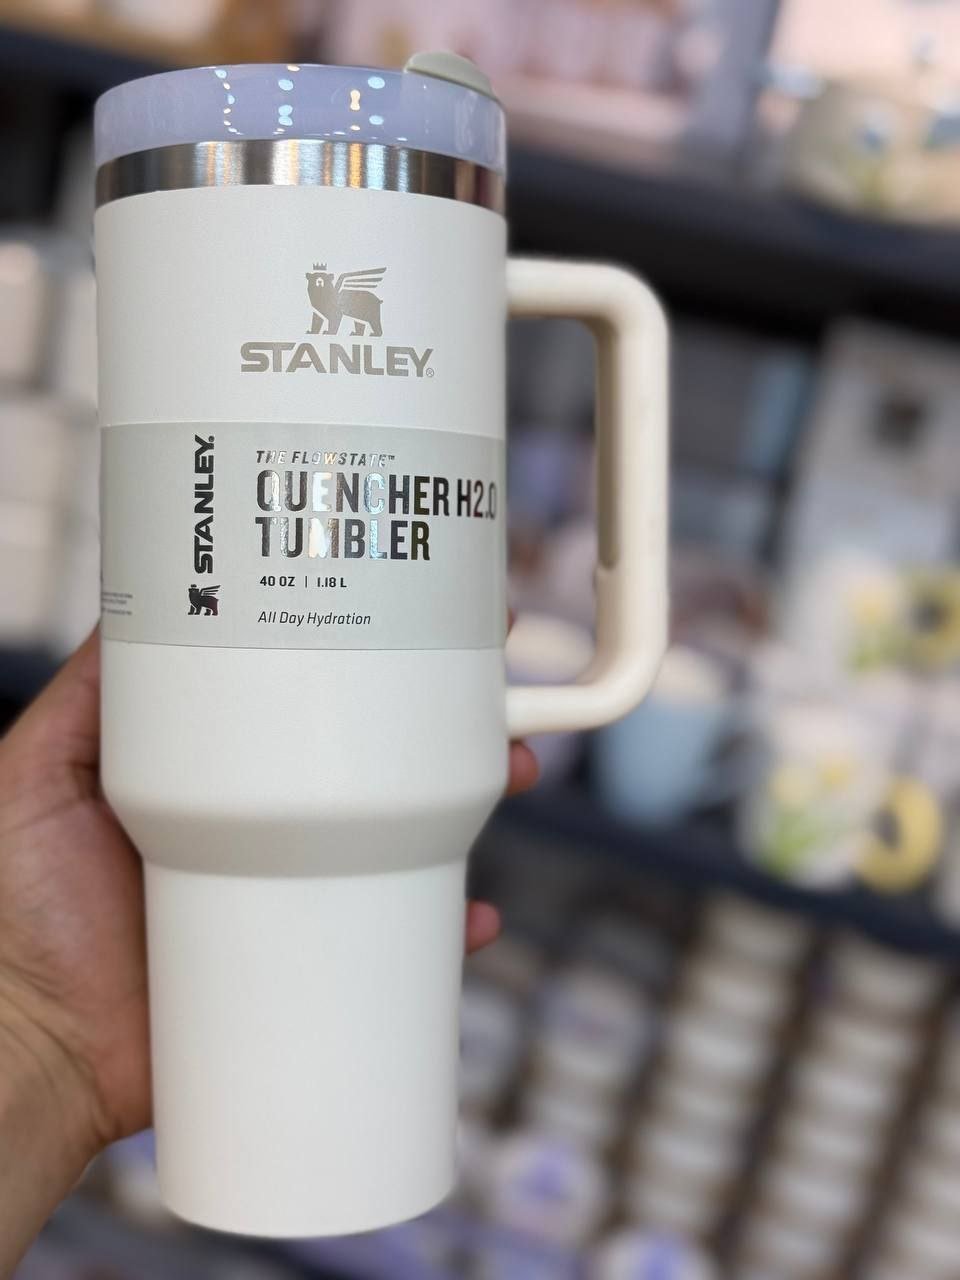 STANLEY®
STANLEY®
THE FLOWSTATE™
QUENCHER H2.0
TUMBLER
40 OZ | 1.18 L
All Day Hydration